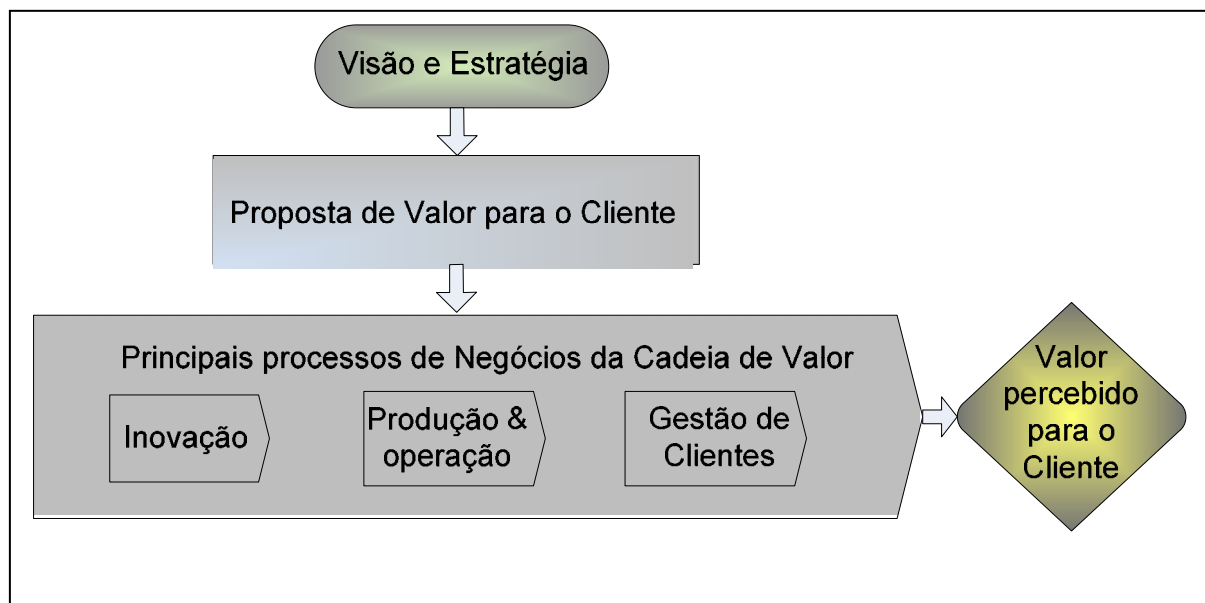 Visão e Estratégia
Proposta de Valor para o Cliente
Principais processos de Negócios da Cadeia de Valor
Inovação
Produção &
operação
Gestão de
Clientes
Valor
percebido
para o
Cliente